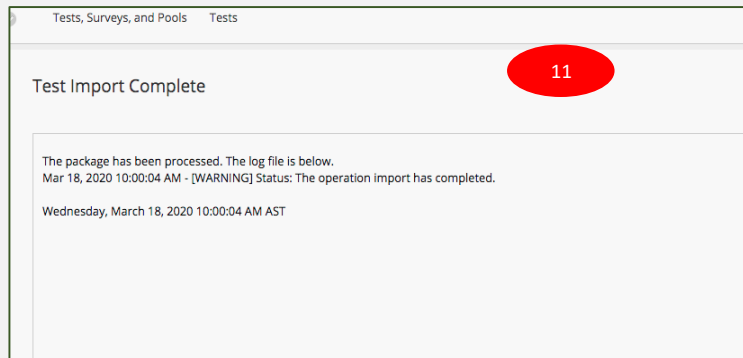 Tests, Surveys, and Pools Tests
11
Test Import Complete
The package has been processed. The log file is below.
Mar 18, 2020 10:00:04 AM - [WARNING] Status: The operation import has completed.
Wednesday, March 18, 2020 10:00:04 AM AST